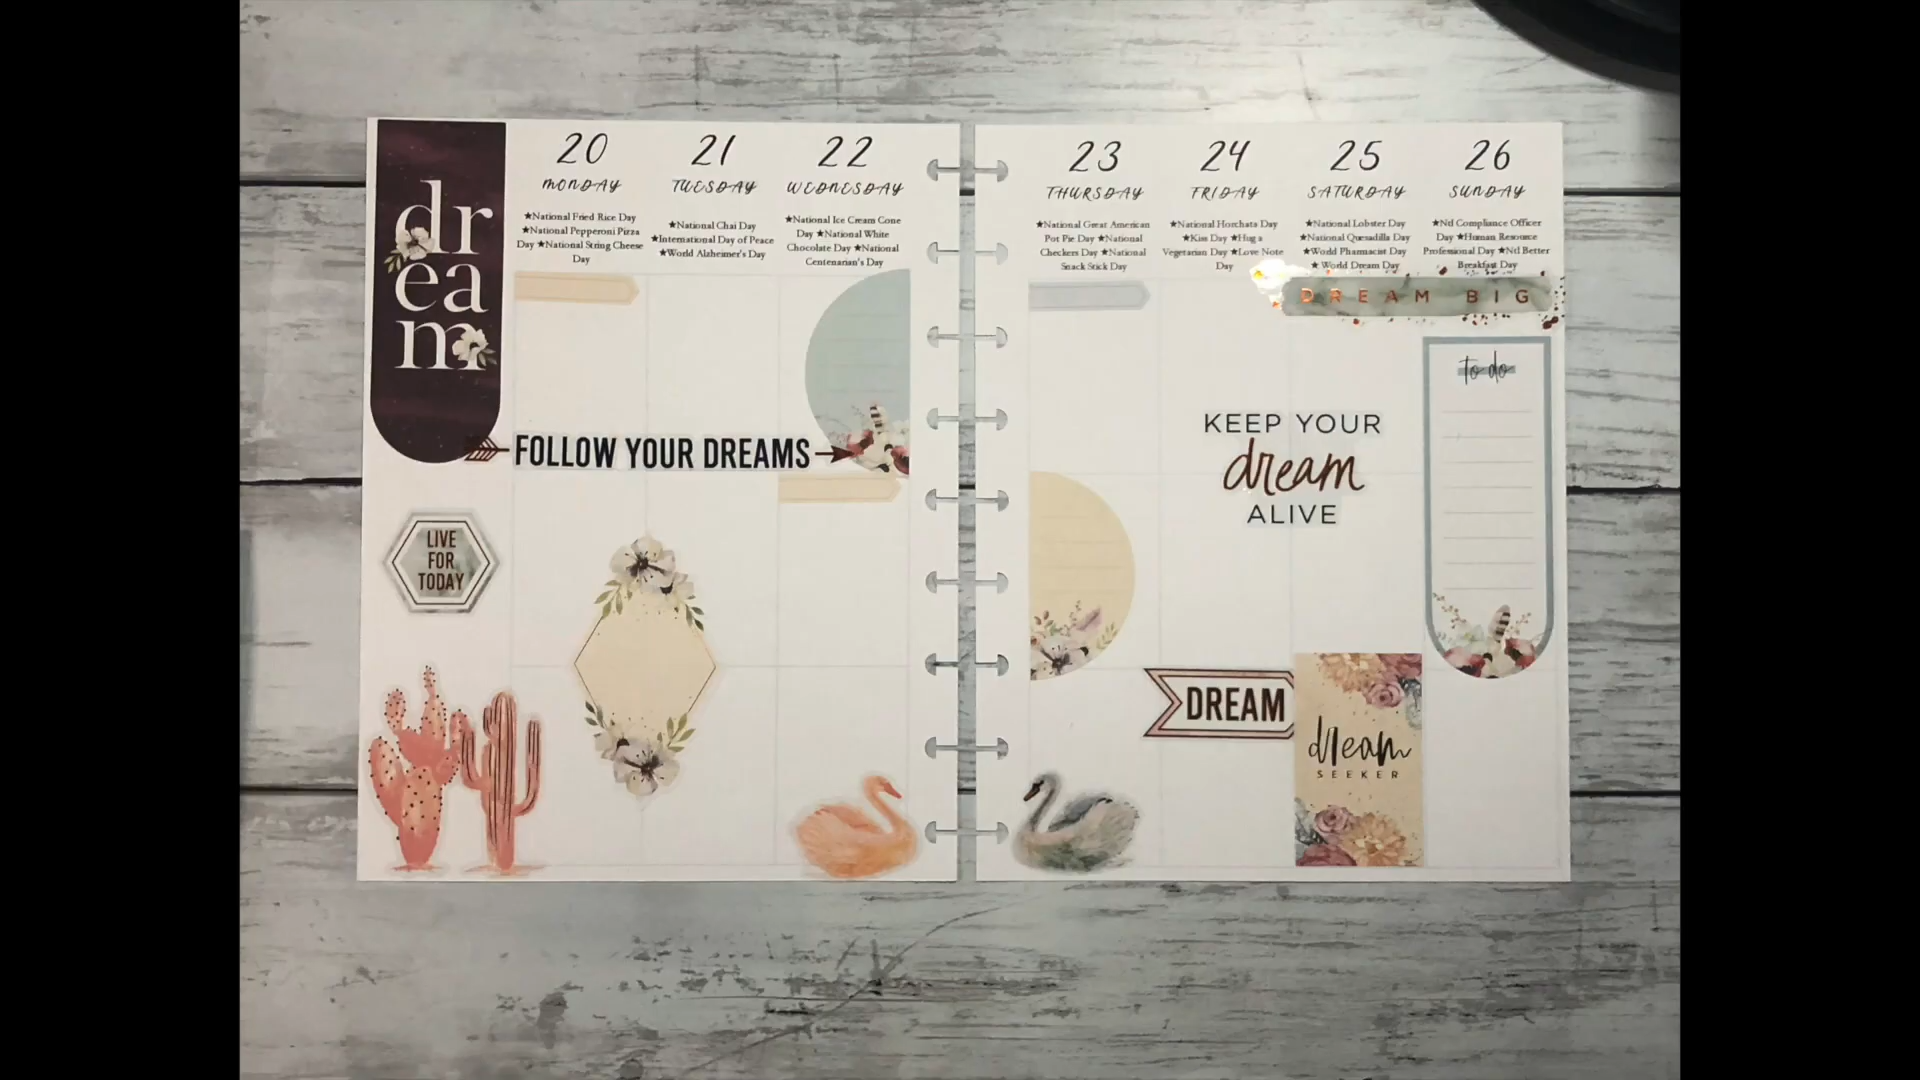 dr
ea
m
20
MONDAY
★National Fried Rice Day
★National Pepperoni Pizza
Day ★National String Cheese
Day
21
TUESDAY
★National Chai Day
★International Day of Peace
★World Alzheimer's Day
22
WEDNESDAY
★National Ice Cream Cone
Day ★National White
Chocolate Day ★National
Centenarian's Day
FOLLOW YOUR DREAMS
LIVE
FOR
TODAY
23
THURSDAY
★National Great American
Pot Pie Day ★National
Checkers Day ★National
Snack Stick Day
24
FRIDAY
★National Horchata Day
★Kiss Day ★Hug a
Vegetarian Day ★Love Note
Day
25
SATURDAY
★National Lobster Day
★National Quesadilla Day
★World Pharmacist Day
★World Dream Day
26
SUNDAY
★Ntl Compliance Officer
Day ★Human Resource
Professional Day ★Ntl Better
Breakfast Day
DREAM BIG
to do
KEEP YOUR
dream
ALIVE
DREAM
dream
SEEKER